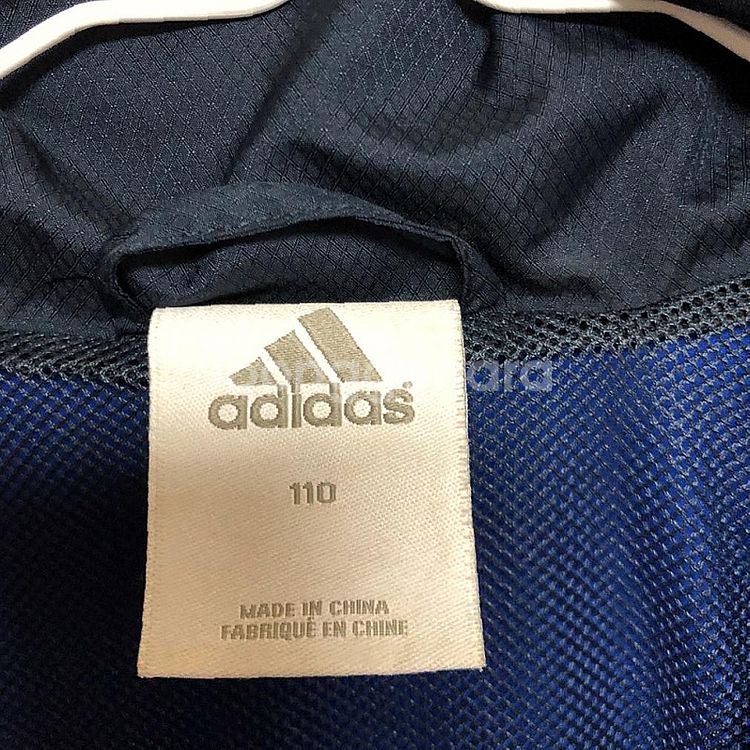 adidas
110
MADE IN CHINA
FABRIQUÉ EN CHINE